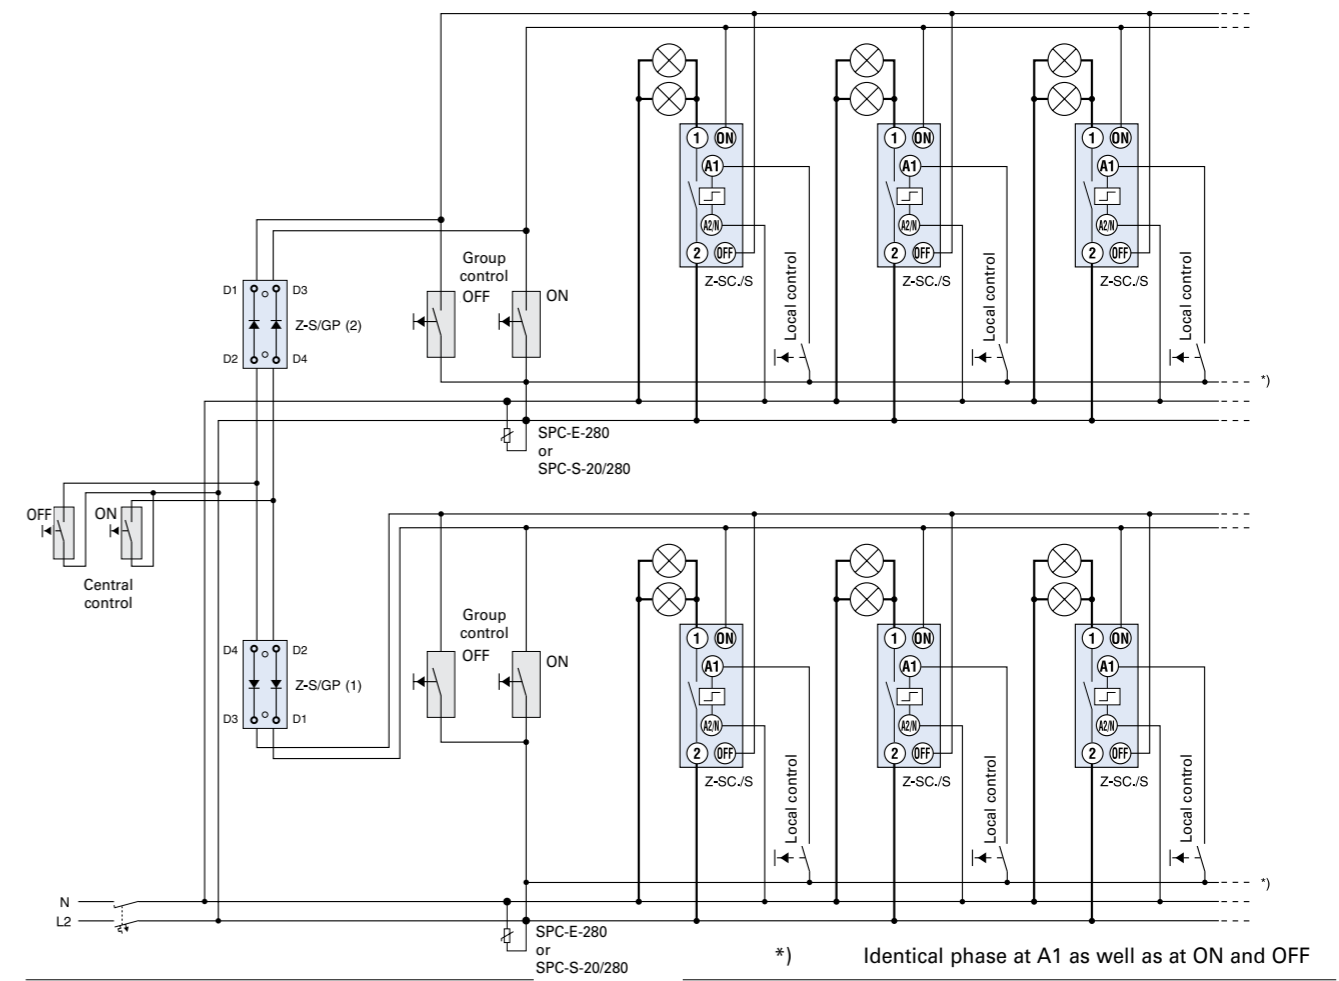 1 ON
1 ON
1 ON
A1
A1
A1
A2/N
A2/N
A2/N
2 OFF
2 OFF
2 OFF
Z-SC./S
Z-SC./S
Z-SC./S
Local control
Local control
Local control
Group
control
OFF
ON
D1
D3
Z-S/GP (2)
D2
D4
*)
SPC-E-280
or
SPC-S-20/280
OFF
ON
Central
control
1 ON
1 ON
1 ON
A1
A1
A1
A2/N
A2/N
A2/N
2 OFF
2 OFF
2 OFF
Z-SC./S
Z-SC./S
Z-SC./S
Local control
Local control
Local control
Group
control
OFF
ON
D4
D2
Z-S/GP (1)
D3
D1
*)
N
L2
SPC-E-280
or
SPC-S-20/280
*) Identical phase at A1 as well as at ON and OFF